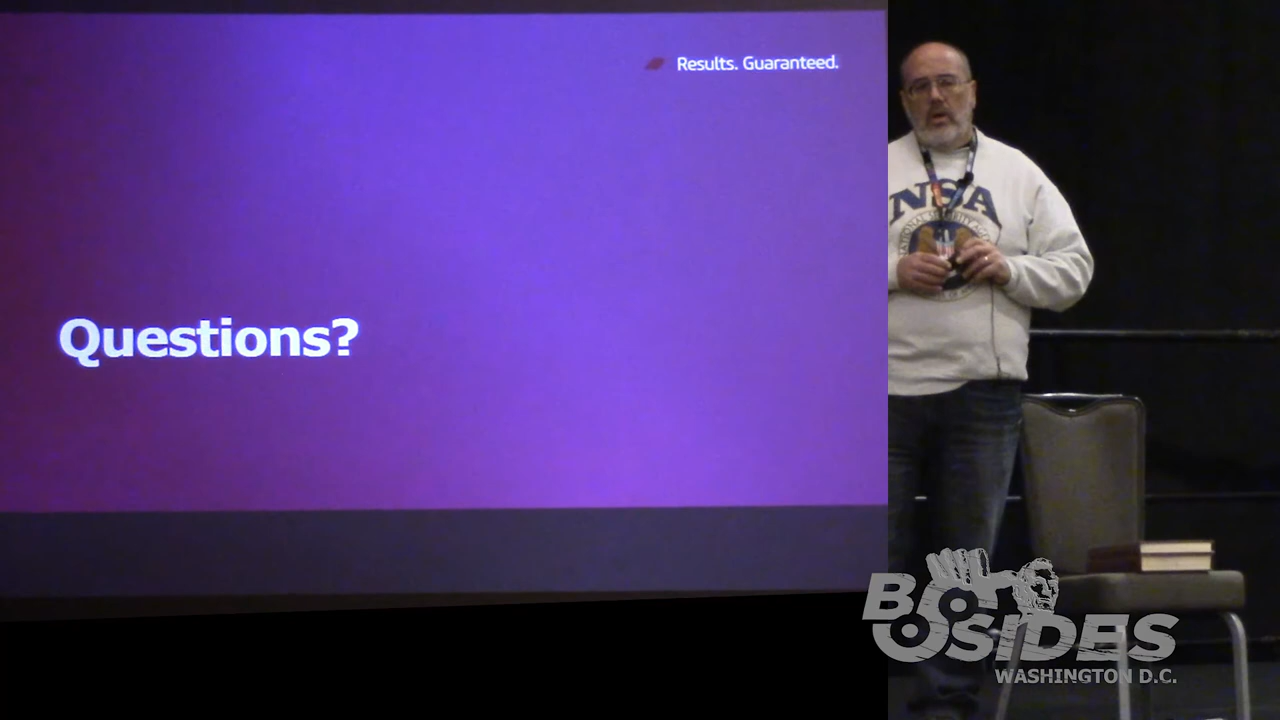 Results. Guaranteed.
Questions?
NSA
BSIDES
WASHINGTON D.C.